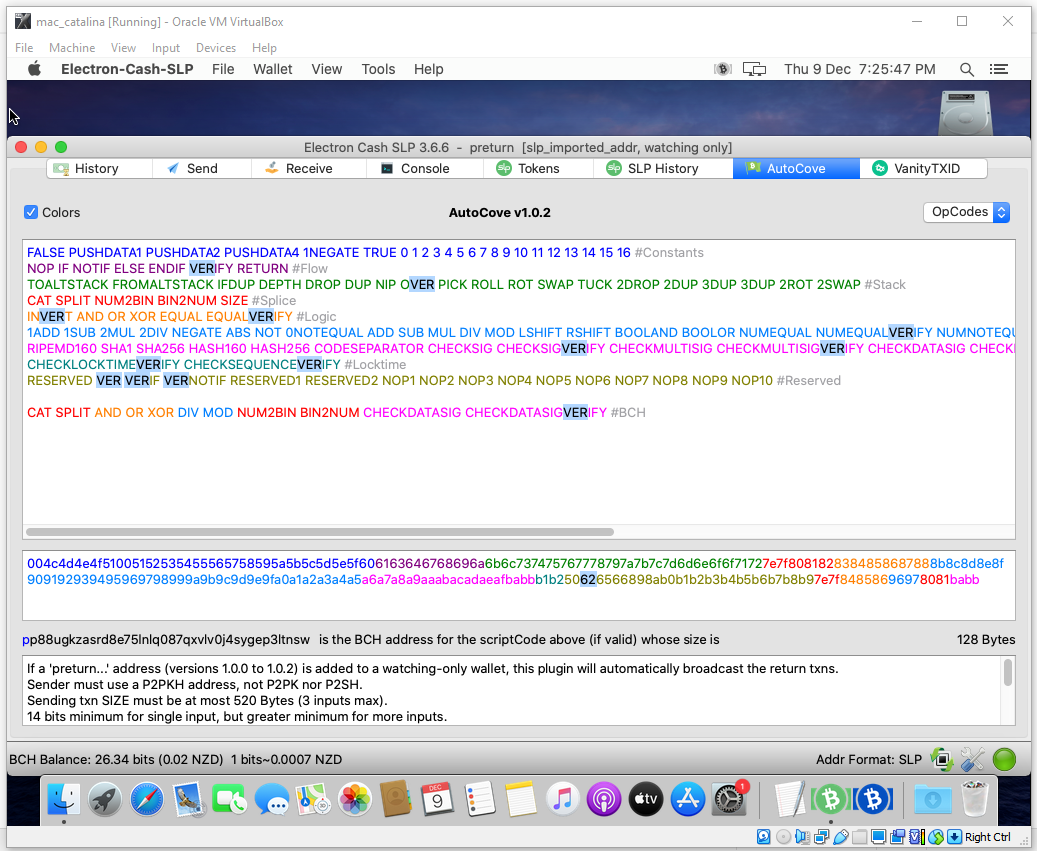 mac_catalina [Running] - Oracle VM VirtualBox
File Machine View Input Devices Help
Electron-Cash-SLP File Wallet View Tools Help Thu 9 Dec 7:25:47 PM
Electron Cash SLP 3.6.6 - preturn [slp_imported_addr, watching only]
History Send Receive Console Tokens SLP History AutoCove VanityTXID
Colors AutoCove v1.0.2 OpCodes
FALSE PUSHDATA1 PUSHDATA2 PUSHDATA4 1NEGATE TRUE 0 1 2 3 4 5 6 7 8 9 10 11 12 13 14 15 16 #Constants
NOP IF NOTIF ELSE ENDIF VERIFY RETURN #Flow
TOALTSTACK FROMALTSTACK IFDUP DEPTH DROP DUP NIP OVER PICK ROLL ROT SWAP TUCK 2DROP 2DUP 3DUP 3DUP 2ROT 2SWAP #Stack
CAT SPLIT NUM2BIN BIN2NUM SIZE #Splice
INVERT AND OR XOR EQUAL EQUALVERIFY #Logic
1ADD 1SUB 2MUL 2DIV NEGATE ABS NOT 0NOTEQUAL ADD SUB MUL DIV MOD LSHIFT RSHIFT BOOLAND BOOLOR NUMEQUAL NUMEQUALVERIFY NUMNOTEQU
RIPEMD160 SHA1 SHA256 HASH160 HASH256 CODESEPARATOR CHECKSIG CHECKSIGVERIFY CHECKMULTISIG CHECKMULTISIGVERIFY CHECKDATASIG CHECK
CHECKLOCKTIMEVERIFY CHECKSEQUENCEVERIFY #Locktime
RESERVED VER VERIF VERNOTIF RESERVED1 RESERVED2 NOP1 NOP2 NOP3 NOP4 NOP5 NOP6 NOP7 NOP8 NOP9 NOP10 #Reserved
CAT SPLIT AND OR XOR DIV MOD NUM2BIN BIN2NUM CHECKDATASIG CHECKDATASIGVERIFY #BCH
004c4d4e4f51005152535455565758595a5b5c5d5e5f606163646768696a6b6c737475767778797a7b7c7d6d6e6f6f71727e7f80818283848586878 88b8c8d8e8f
909192939495969798999a9b9c9d9e9fa0a1a2a3a4a5a6a7a8a9aaabacadaeafbabbb1b250626566898ab0b1b2b3b4b5b6b7b8b97e7f84858696978081babb
pp88ugkzasrd8e75lnlq087qxvlv0j4sygep3ltnsw is the BCH address for the scriptCode above (if valid) whose size is 128 Bytes
If a 'preturn...' address (versions 1.0.0 to 1.0.2) is added to a watching-only wallet, this plugin will automatically broadcast the return txns.
Sender must use a P2PKH address, not P2PK nor P2SH.
Sending txn SIZE must be at most 520 Bytes (3 inputs max).
14 bits minimum for single input, but greater minimum for more inputs.
BCH Balance: 26.34 bits (0.02 NZD) 1 bits~0.0007 NZD Addr Format: SLP
DEC
9
tv
1
Right Ctrl